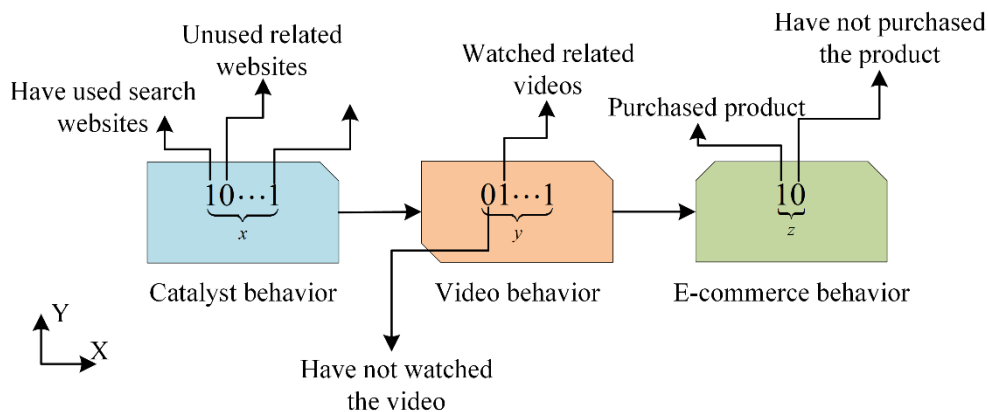 Have not purchased
the product
Unused related
websites
Watched related
videos
Have used search
websites
Purchased product
10···1
x
01···1
y
10
z
Catalyst behavior
Video behavior
E-commerce behavior
Y
X
Have not watched
the video